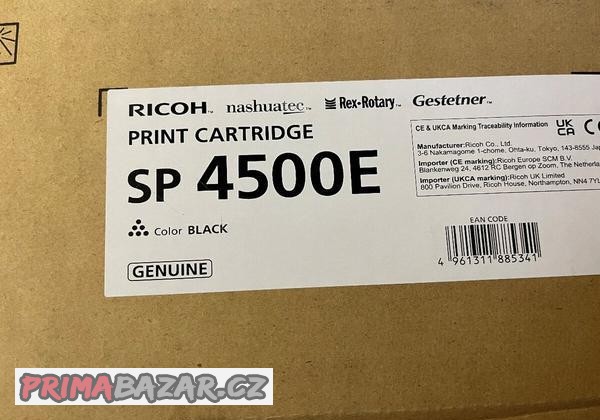 RICOH nashuatec Rex-Rotary Gestetner
PRINT CARTRIDGE
SP 4500E
Color BLACK
GENUINE
CE & UKCA Marking Traceability Information UK CA CE
Manufacturer:Ricoh Co., Ltd.
3-6 Nakamagome 1-chome, Ohta-ku, Tokyo, 143-8555
Importer (CE marking):Ricoh Europe SCM B.V.
Blankenweg 24, 4612 RC Bergen op Zoom, The
Importer (UKCA marking):Ricoh UK Limited
800 Pavilion Drive, Ricoh House, Northampton, NN4
EAN CODE
4 961311 885341
PRIMABAZAR.CZ